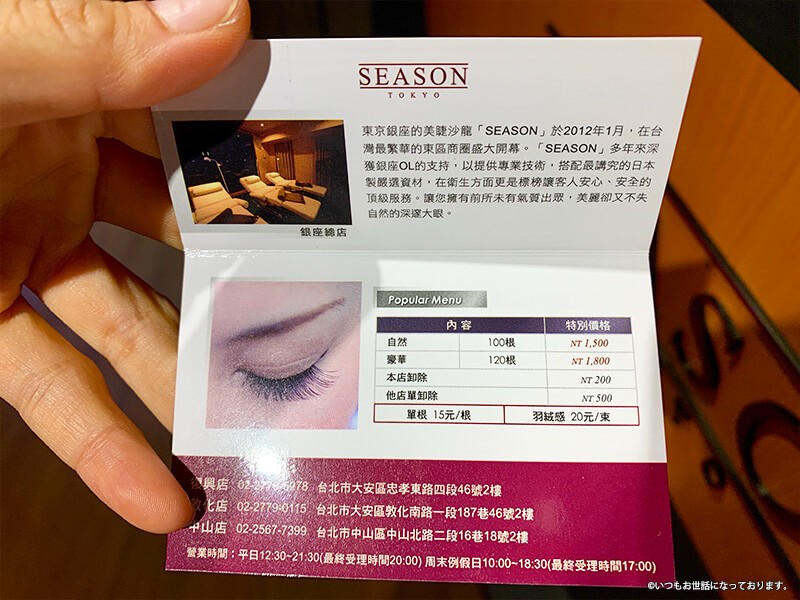 SEASON
TOKYO
東京銀座的美睫沙龍「SEASON」於2012年1月，在台
灣最繁華的東區商圈盛大開幕。「SEASON」多年來深
獲銀座OL的支持，以提供專業技術，搭配最講究的日本
製嚴選資材，在衛生方面更是標榜讓客人安心、安全的
頂級服務。讓您擁有前所未有氣質出眾，美麗卻又不失
自然的深邃大眼。
銀座總店
Popular Menu
內容 特別價格
自然 100根 NT 1,500
豪華 120根 NT 1,800
本店卸除 NT 200
他店單卸除 NT 500
單根 15元/根 羽絨感 20元/束
復興店 台北市大安區忠孝東路四段46號2樓
敦化店 02-2779-0115 台北市大安區敦化南路一段187巷46號2樓
中山店 02-2567-7399 台北市中山區中山北路二段16巷18號2樓
營業時間：平日12:30~21:30(最終受理時間20:00) 周末例假日10:00~18:30(最終受理時間17:00)
©いつもお世話になっております。